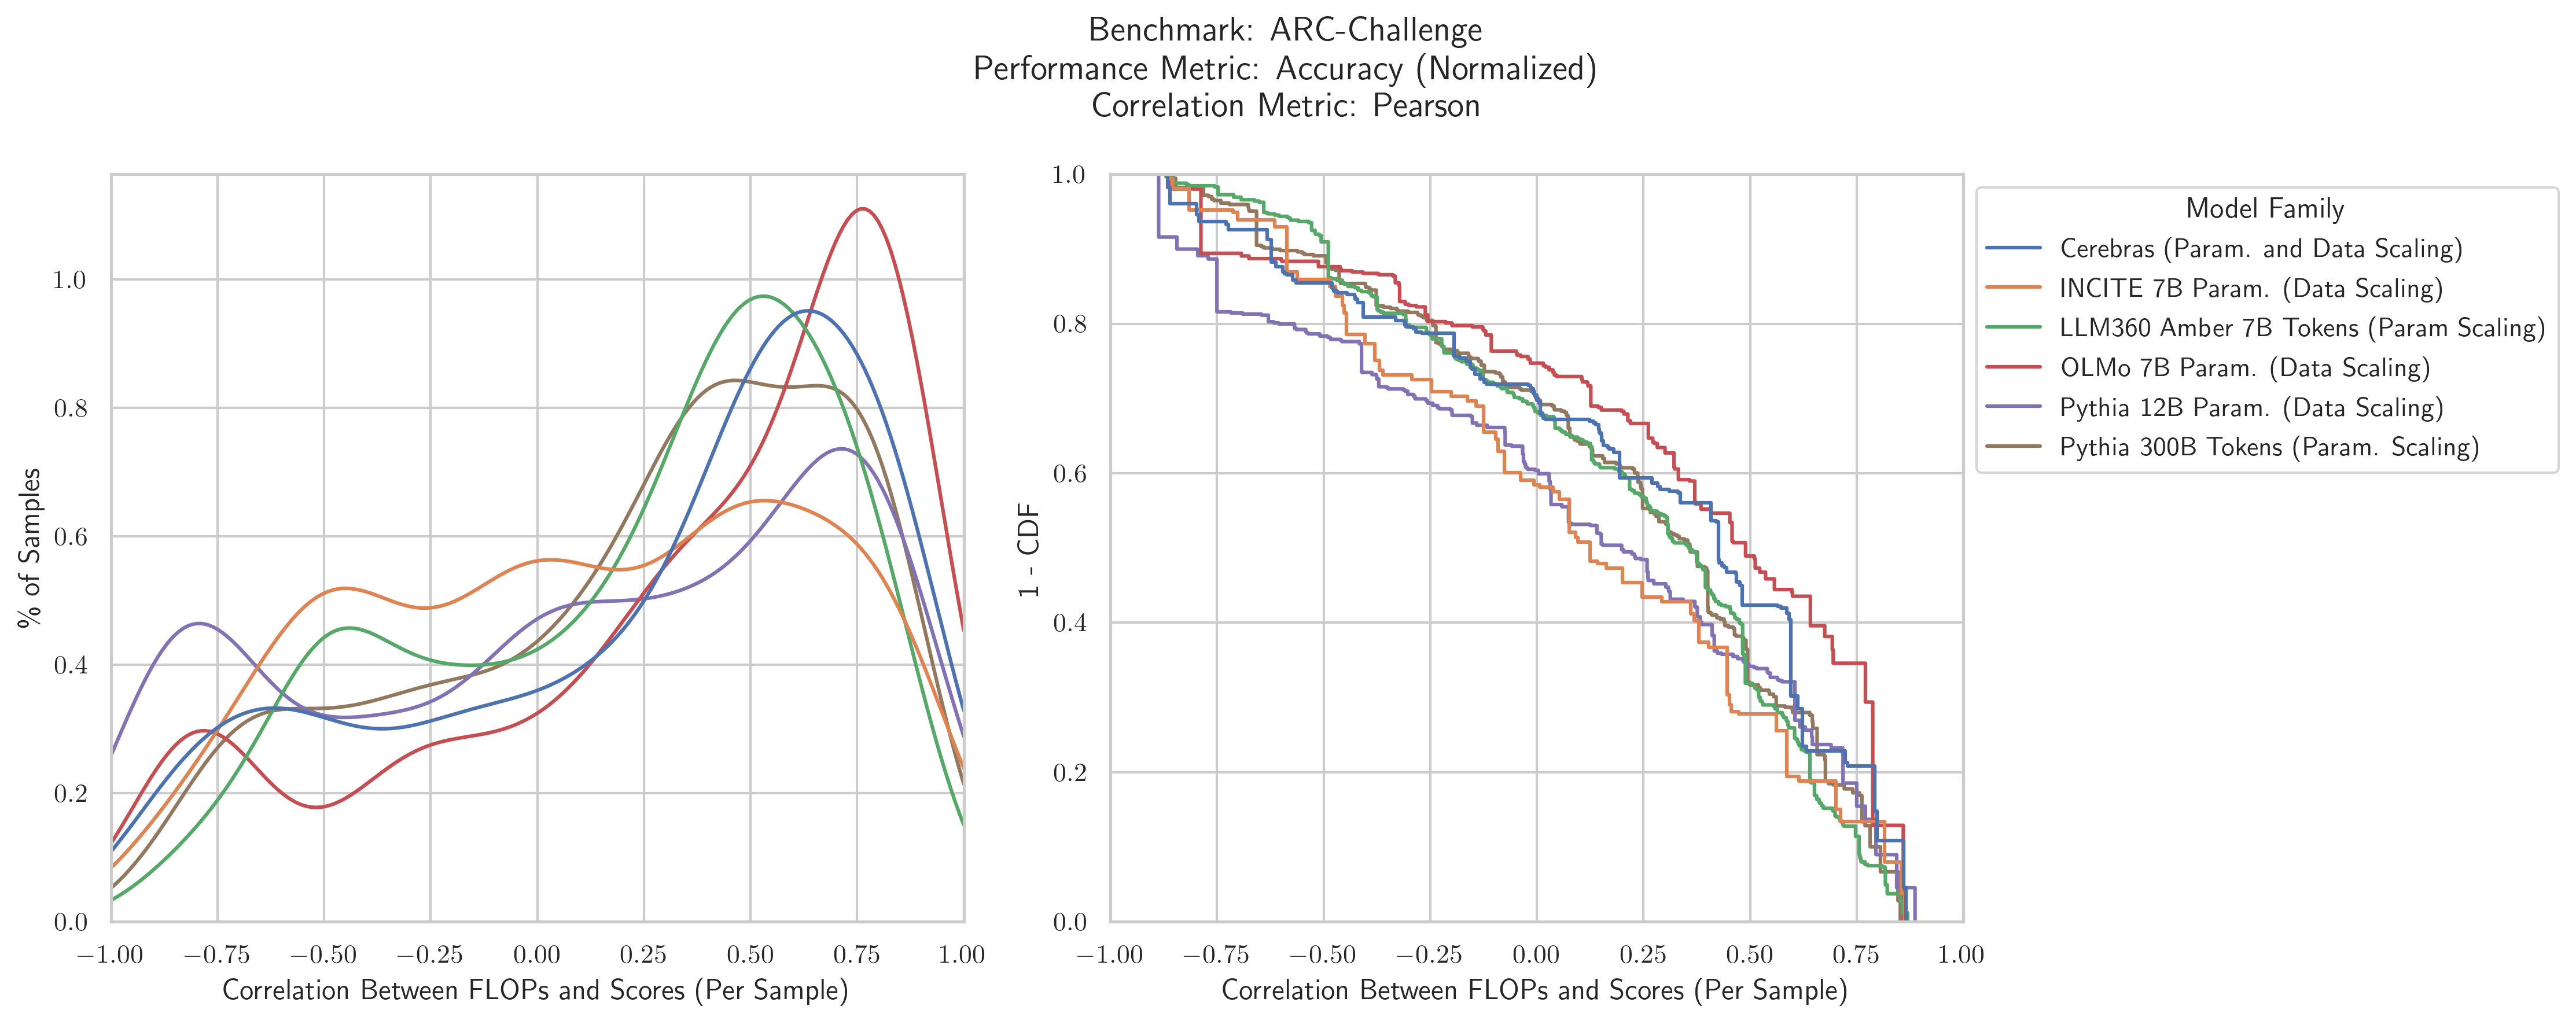 Benchmark: ARC-Challenge
Performance Metric: Accuracy (Normalized)
Correlation Metric: Pearson
% of Samples
1.0
0.8
0.6
0.4
0.2
0.0
−1.00 −0.75 −0.50 −0.25 0.00 0.25 0.50 0.75 1.00
Correlation Between FLOPs and Scores (Per Sample)
1 - CDF
1.0
0.8
0.6
0.4
0.2
0.0
−1.00 −0.75 −0.50 −0.25 0.00 0.25 0.50 0.75 1.00
Correlation Between FLOPs and Scores (Per Sample)
Model Family
Cerebras (Param. and Data Scaling)
INCITE 7B Param. (Data Scaling)
LLM360 Amber 7B Tokens (Param Scaling)
OLMo 7B Param. (Data Scaling)
Pythia 12B Param. (Data Scaling)
Pythia 300B Tokens (Param. Scaling)